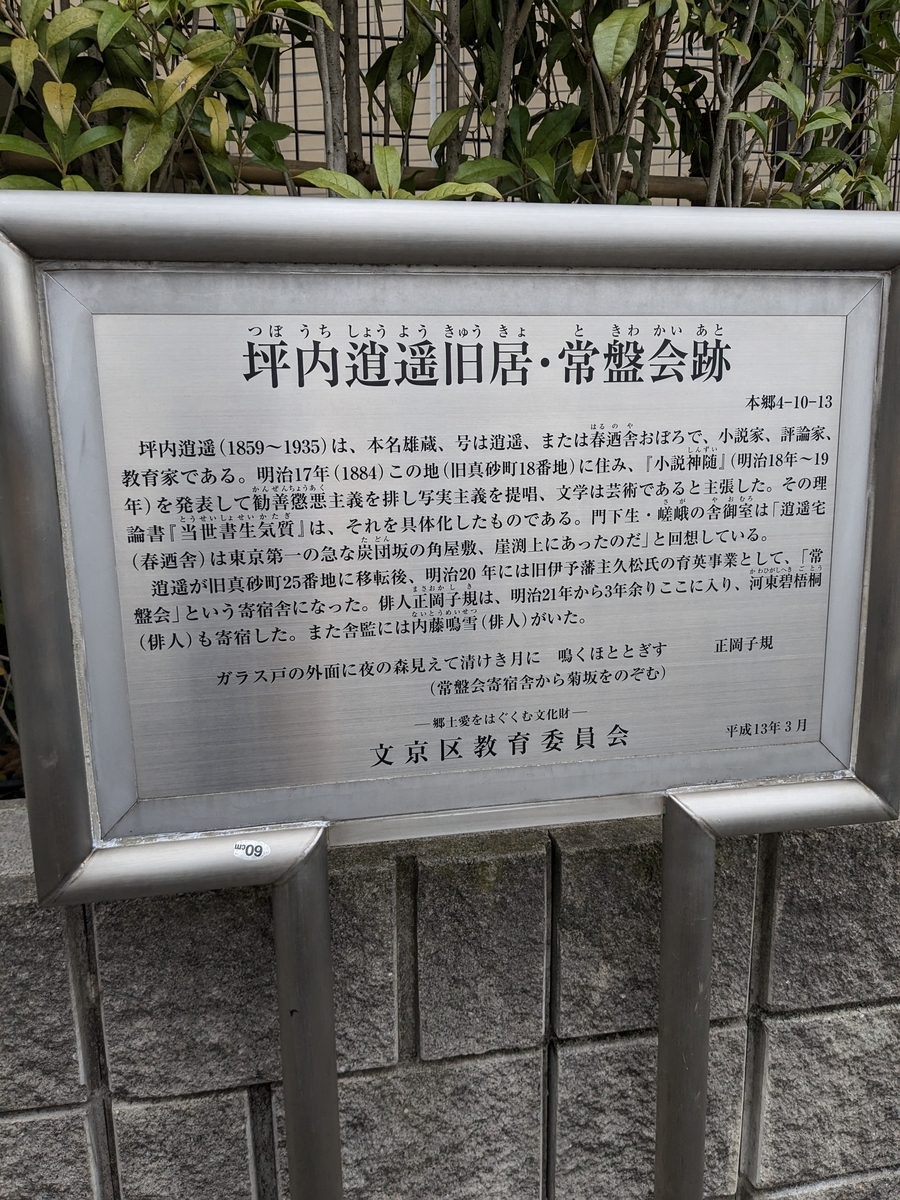 つぼ うち しょう よう きゅう きょ と きわ かい あと
坪内逍遥旧居・常盤会跡
本郷4-10-13
はるのや
坪内逍遥(1859〜1935)は、本名雄蔵、号は逍遥、または春迺舎おぼろで、小説家、評論家、
しんずい
教育家である。明治17年(1884)この地(旧真砂町18番地)に住み、『小説神随』(明治18年〜19
かんぜんちょうあく
年)を発表して勧善懲悪主義を排し写実主義を提唱、文学は芸術であると主張した。その理
とうせいしょせいかたぎ さが や おむろ
論書『当世書生気質』は、それを具体化したものである。門下生・嵯峨の舎御室は「逍遥宅
たどん
(春迺舎)は東京第一の急な炭団坂の角屋敷、崖渕上にあったのだ」と回想している。
逍遥が旧真砂町25番地に移転後、明治20年には旧伊予藩主久松氏の育英事業として、「常
まさおかしき かわひがしへきごとう
盤会」という寄宿舎になった。俳人正岡子規は、明治21年から3年余りここに入り、河東碧梧桐
ないとうめいせつ
(俳人)も寄宿した。また舎監には内藤鳴雪(俳人)がいた。
ガラス戸の外面に夜の森見えて清けき月に 鳴くほととぎす 正岡子規
(常盤会寄宿舎から菊坂をのぞむ)
―郷土愛をはぐくむ文化財―
文京区教育委員会 平成13年3月
60cm